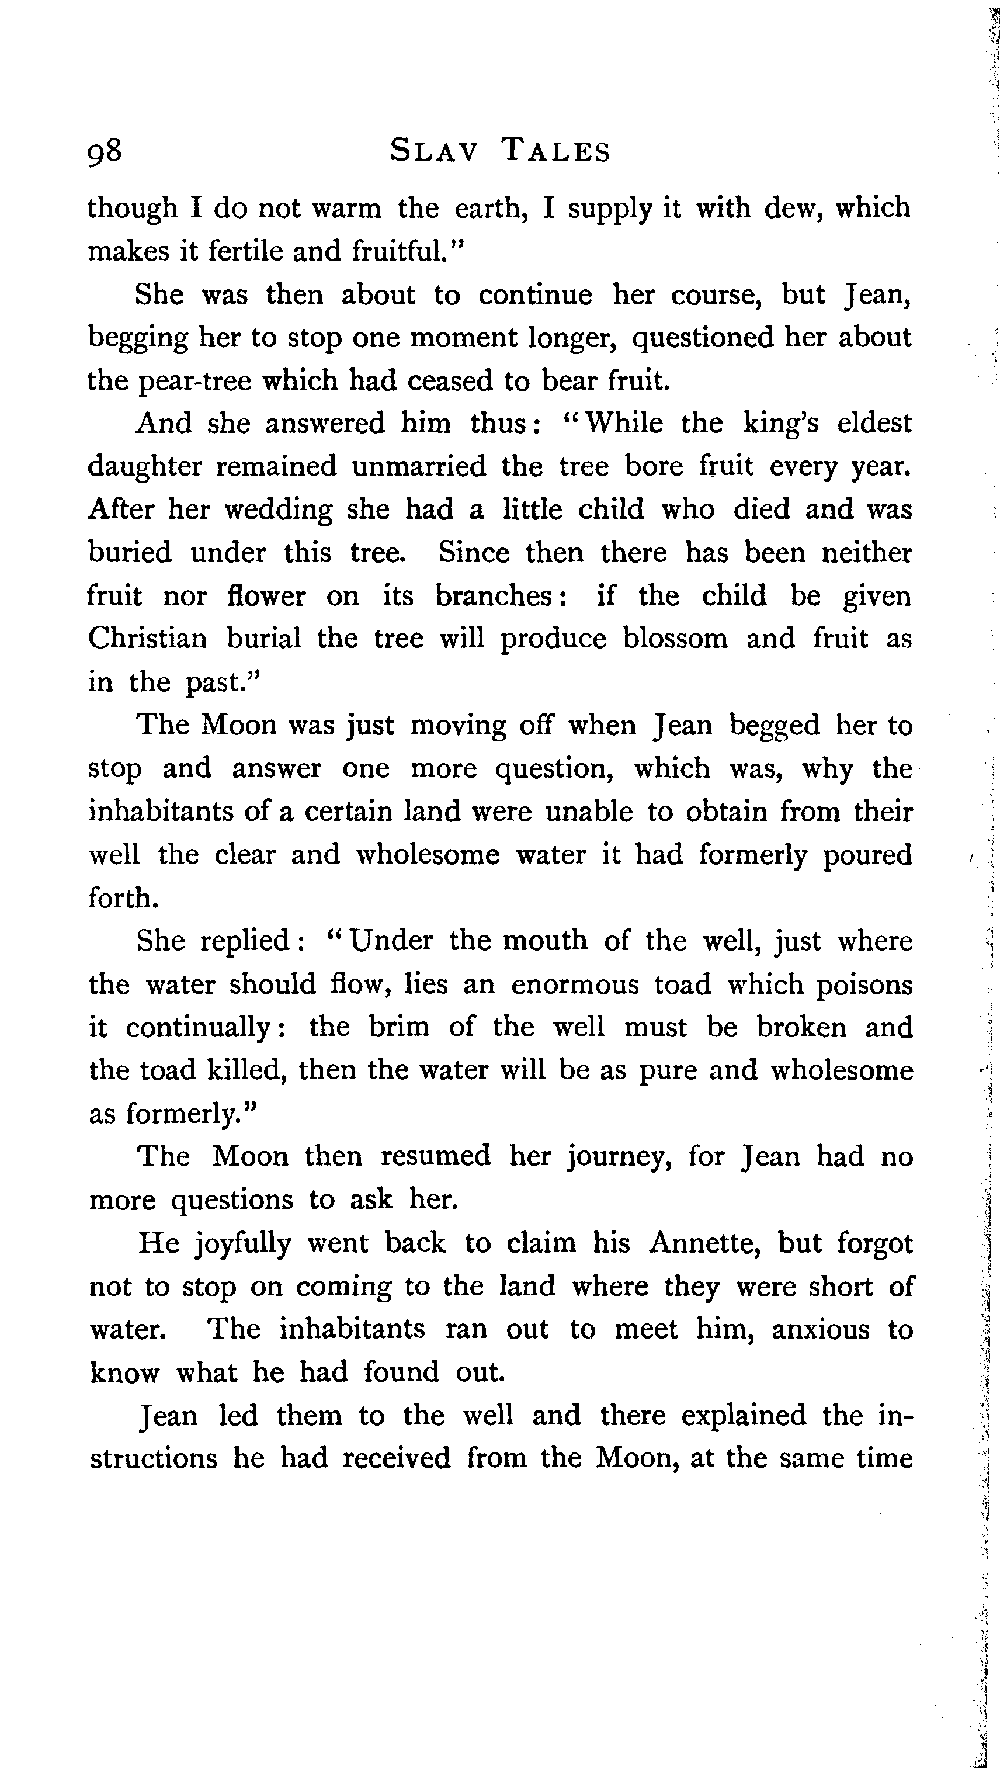 98 SLAV TALES
though I do not warm the earth, I supply it with dew, which
makes it fertile and fruitful."
She was then about to continue her course, but Jean,
begging her to stop one moment longer, questioned her about
the pear-tree which had ceased to bear fruit.
And she answered him thus: "While the king's eldest
daughter remained unmarried the tree bore fruit every year.
After her wedding she had a little child who died and was
buried under this tree. Since then there has been neither
fruit nor flower on its branches: if the child be given
Christian burial the tree will produce blossom and fruit as
in the past."
The Moon was just moving off when Jean begged her to
stop and answer one more question, which was, why the
inhabitants of a certain land were unable to obtain from their
well the clear and wholesome water it had formerly poured
forth.
She replied: "Under the mouth of the well, just where
the water should flow, lies an enormous toad which poisons
it continually: the brim of the well must be broken and
the toad killed, then the water will be as pure and wholesome
as formerly."
The Moon then resumed her journey, for Jean had no
more questions to ask her.
He joyfully went back to claim his Annette, but forgot
not to stop on coming to the land where they were short of
water. The inhabitants ran out to meet him, anxious to
know what he had found out.
Jean led them to the well and there explained the in-
structions he had received from the Moon, at the same time